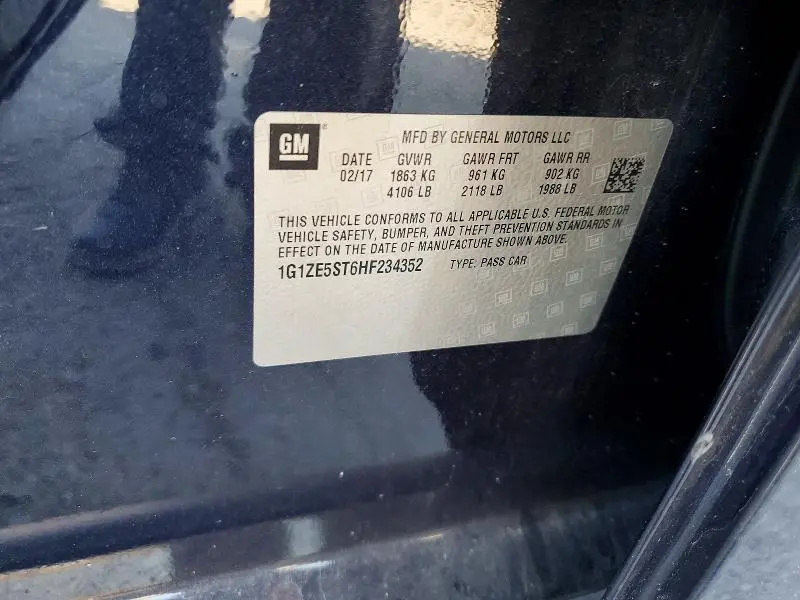 GM ®
MFD BY GENERAL MOTORS LLC
DATE GVWR GAWR FRT GAWR RR
02/17 1863 KG 961 KG 902 KG
4106 LB 2118 LB 1988 LB
THIS VEHICLE CONFORMS TO ALL APPLICABLE U.S. FEDERAL MOTOR
VEHICLE SAFETY, BUMPER, AND THEFT PREVENTION STANDARDS IN
EFFECT ON THE DATE OF MANUFACTURE SHOWN ABOVE.
1G1ZE5ST6HF234352 TYPE: PASS CAR